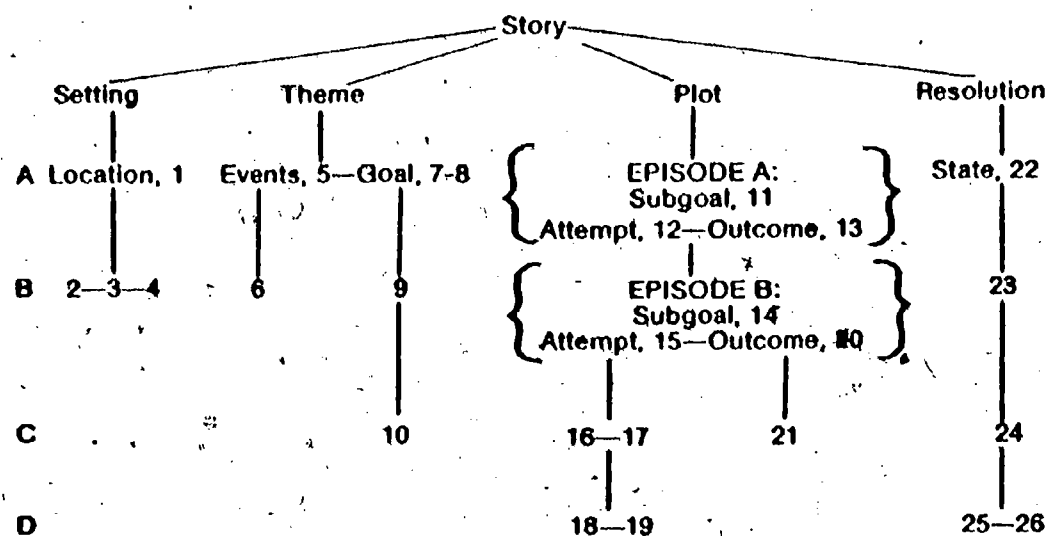 Story
Setting Theme Plot Resolution
A Location, 1 Events, 5—Goal, 7-8 EPISODE A: State, 22
Subgoal, 11
Attempt, 12—Outcome, 13
B 2—3—4 6 9 EPISODE B: 23
Subgoal, 14
Attempt, 15—Outcome,
C 10 16—17 21 24
D 18—19 25—26